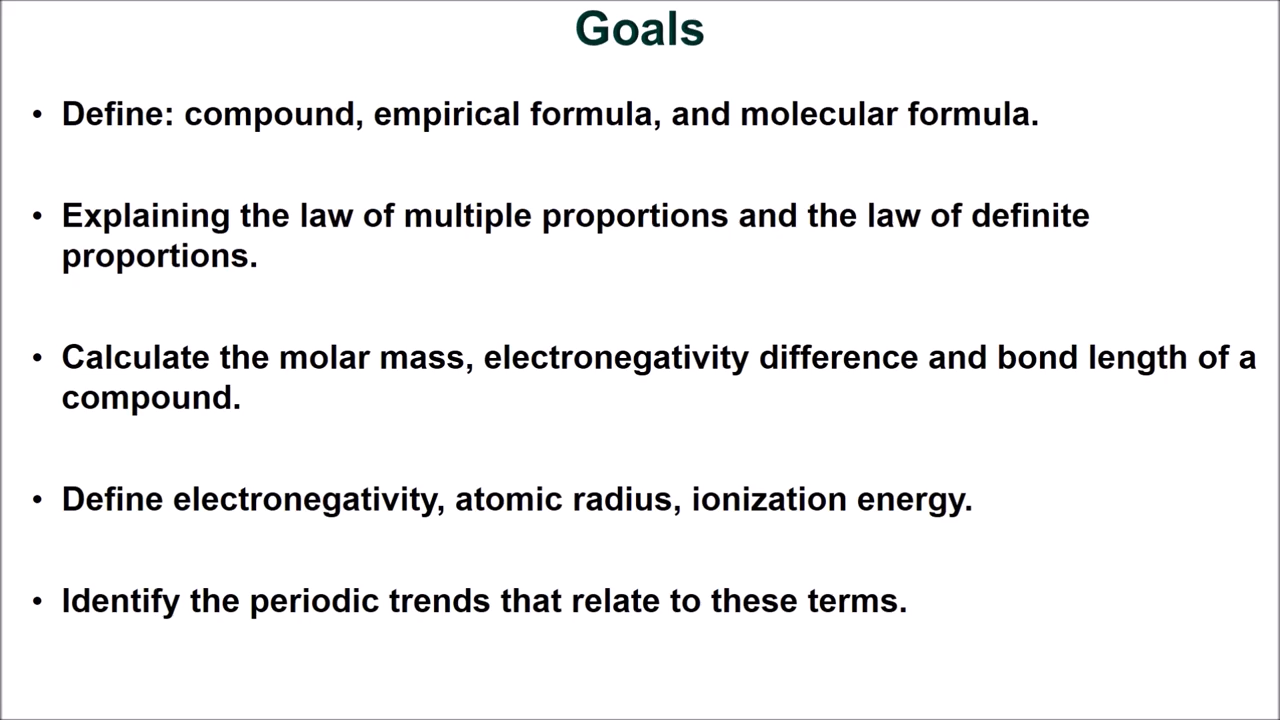 Goals
• Define: compound, empirical formula, and molecular formula.
• Explaining the law of multiple proportions and the law of definite
proportions.
• Calculate the molar mass, electronegativity difference and bond length of a
compound.
• Define electronegativity, atomic radius, ionization energy.
• Identify the periodic trends that relate to these terms.